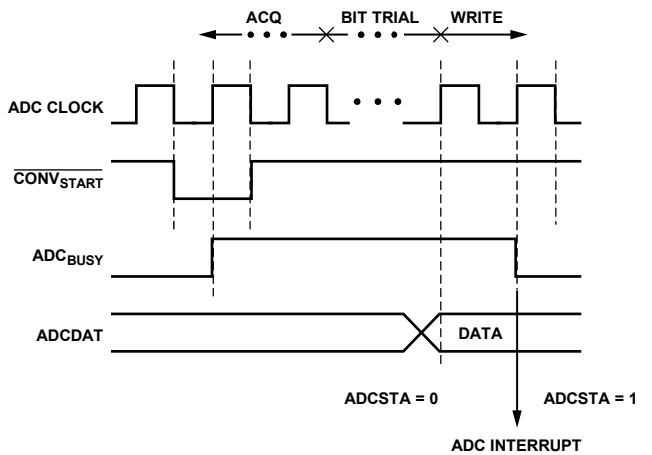 ACQ BIT TRIAL WRITE
ADC CLOCK
CONVSTART
ADCBUSY
ADCDAT DATA
ADCSTA = 0 ADCSTA = 1
ADC INTERRUPT